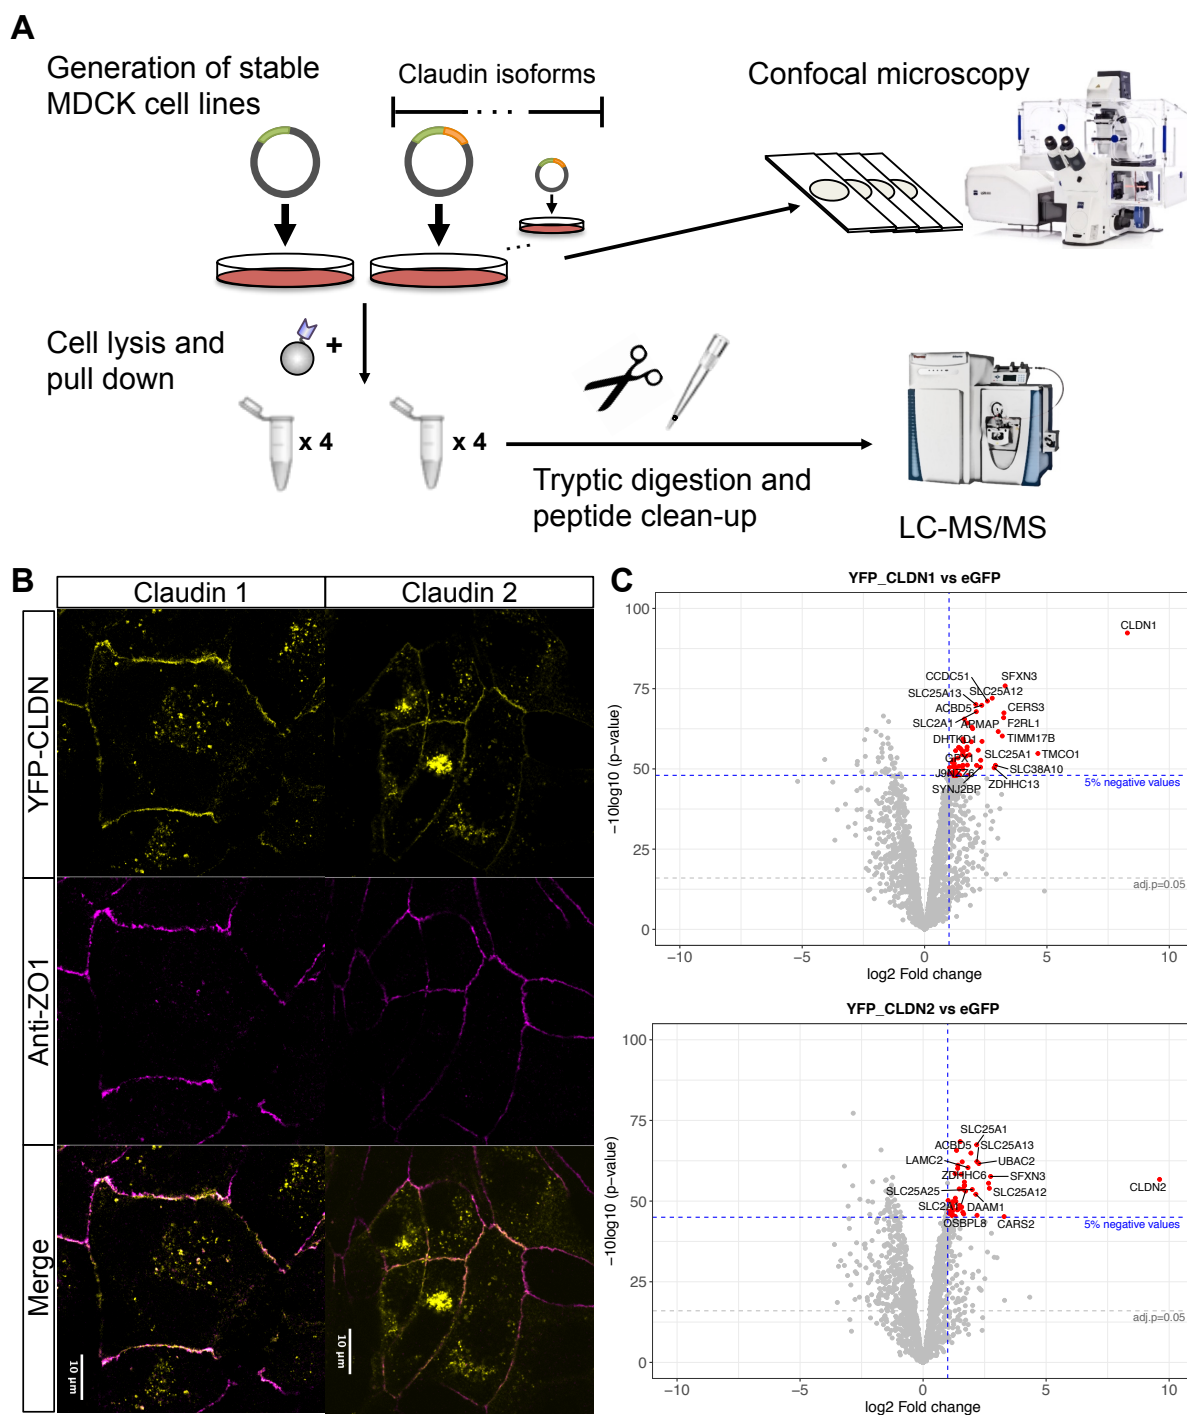 A
Generation of stable
MDCK cell lines
Claudin isoforms
. . .
Confocal microscopy
. . .
Cell lysis and
pull down
+
x 4
x 4
Tryptic digestion and
peptide clean-up
LC-MS/MS
B
Claudin 1
Claudin 2
YFP-CLDN
Anti-ZO1
Merge
10 µm
10 µm
C
YFP_CLDN1 vs eGFP
−10log10 (p−value)
100
75
50
25
0
CLDN1
CCDC51
SFXN3
SLC25A13
SLC25A12
ACBD5
CERS3
SLC2A1
APMAP
F2RL1
DHTKD1
TIMM17B
SLC25A1
TMCO1
GPX1
SLC38A10
SYNJ2BP
ZDHHC13
5% negative values
adj.p=0.05
−10
−5
0
5
10
log2 Fold change
YFP_CLDN2 vs eGFP
−10log10 (p−value)
100
75
50
25
0
SLC25A1
ACBD5
SLC25A13
LAMC2
UBAC2
ZDHHC6
SFXN3
SLC25A25
SLC25A12
CLDN2
DAAM1
OSBPL8
CARS2
5% negative values
adj.p=0.05
−10
−5
0
5
10
log2 Fold change